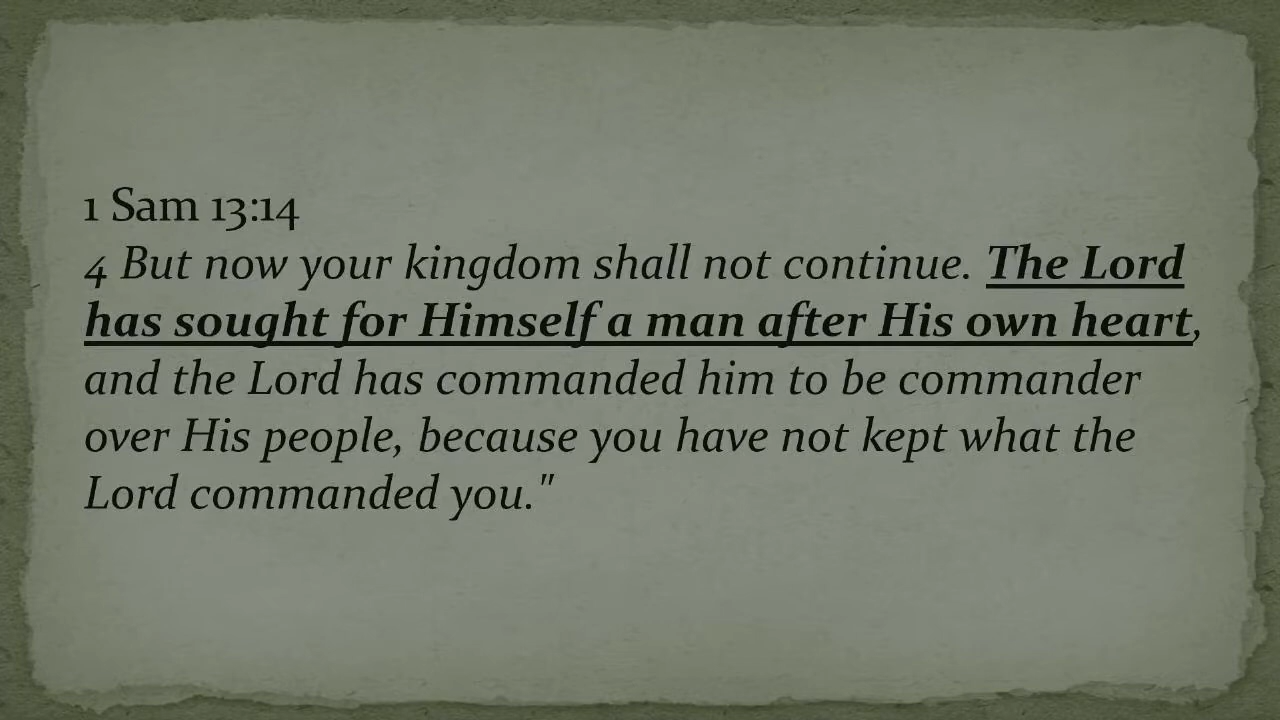 1 Sam 13:14
4 But now your kingdom shall not continue. The Lord
has sought for Himself a man after His own heart,
and the Lord has commanded him to be commander
over His people, because you have not kept what the
Lord commanded you."